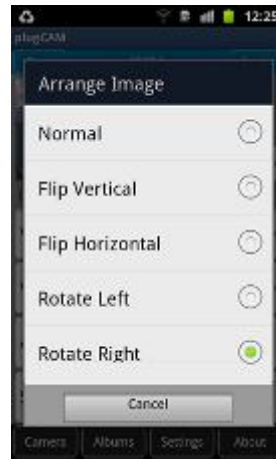 12:25
plugCAM
Arrange Image
Normal
Flip Vertical
Flip Horizontal
Rotate Left
Rotate Right
Cancel
Camera Albums Settings About